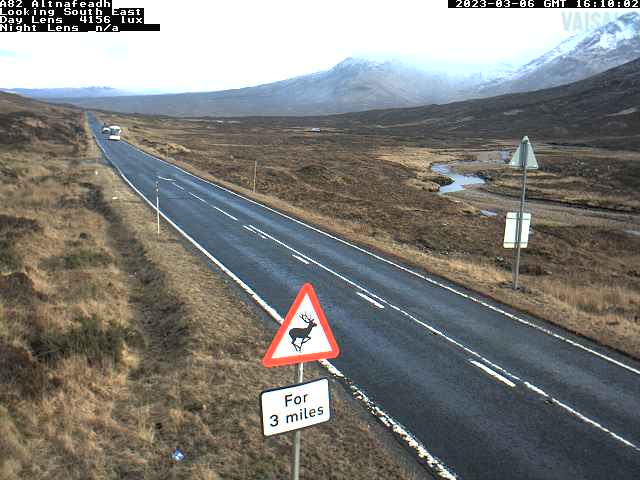 A82 Altnafeadh
Looking South East
Day Lens 4156 lux
Night Lens n/a
2023-03-06 GMT 16:10:02
VAISALA
For
3 miles